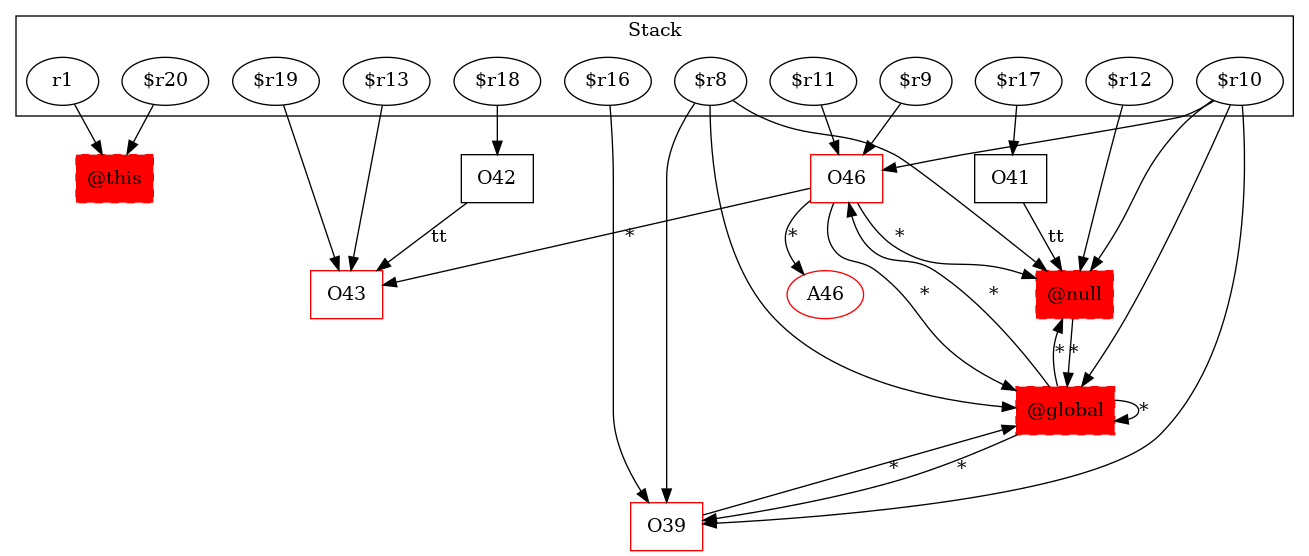 Stack
r1 $r20 $r19 $r13 $r18 $r16 $r8 $r11 $r9 $r17 $r12 $r10
@this O42 O46 O41
tt * * * tt
O43 A46 @null
* *
* *
@global *
* *
O39